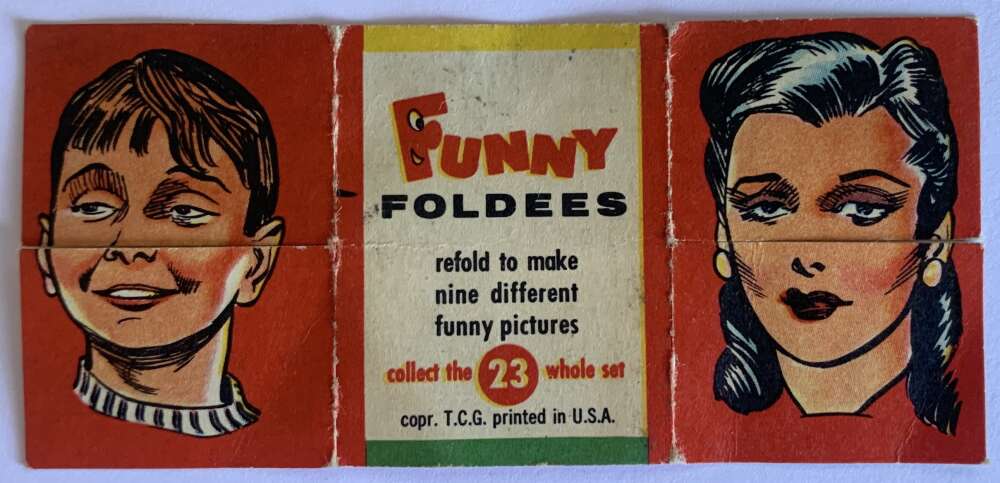 FUNNY
FOLDEES
refold to make
nine different
funny pictures
collect the 23 whole set
copr. T.C.G. printed in U.S.A.